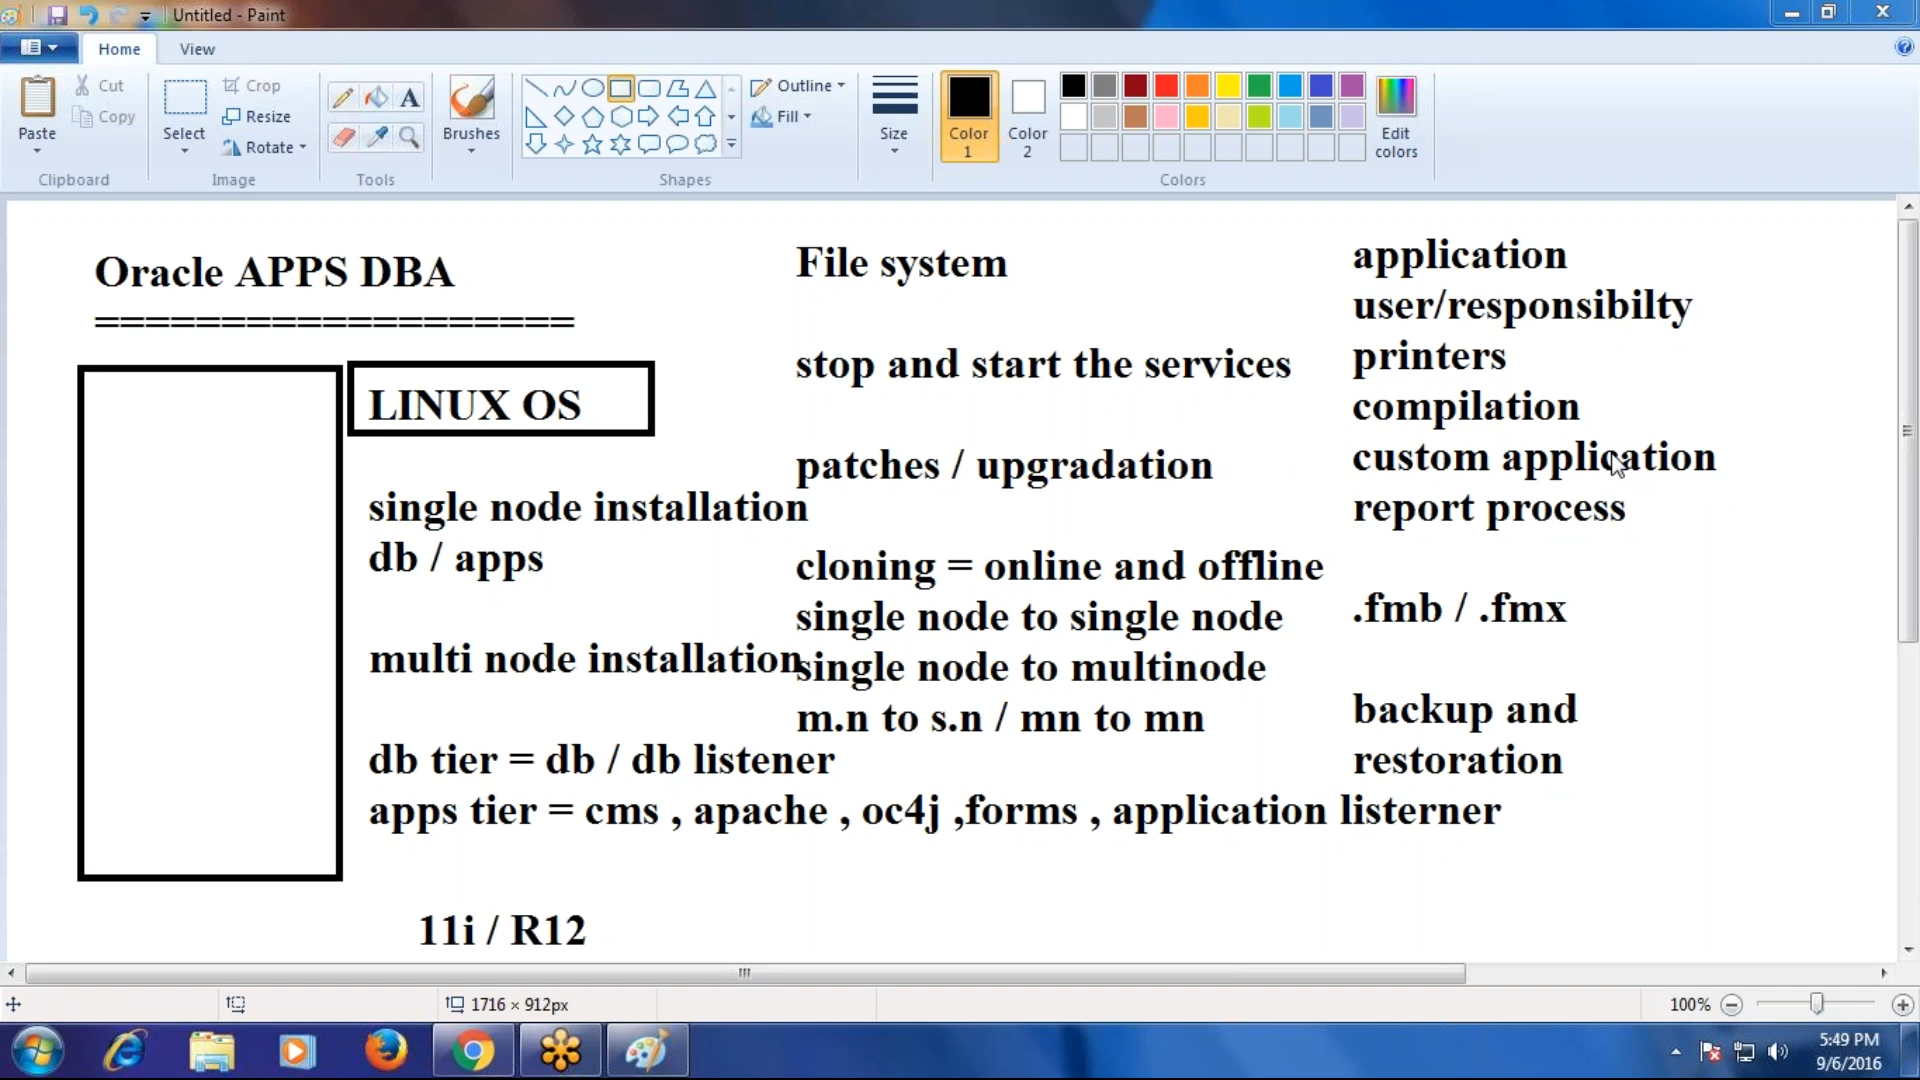 Untitled - Paint
Home
View
Paste
Cut
Copy
Clipboard
Select
Crop
Resize
Rotate
Image
Tools
Brushes
Shapes
Outline
Fill
Size
Color
1
Color
2
Edit
colors
Colors
Oracle APPS DBA
===================
LINUX OS
single node installation
db / apps
multi node installation
db tier = db / db listener
apps tier = cms , apache , oc4j ,forms , application listerner
11i / R12
File system
stop and start the services
patches / upgradation
cloning = online and offline
single node to single node
single node to multinode
m.n to s.n / mn to mn
application
user/responsibilty
printers
compilation
custom application
report process
.fmb / .fmx
backup and
restoration
1716 × 912px
100%
5:49 PM
9/6/2016